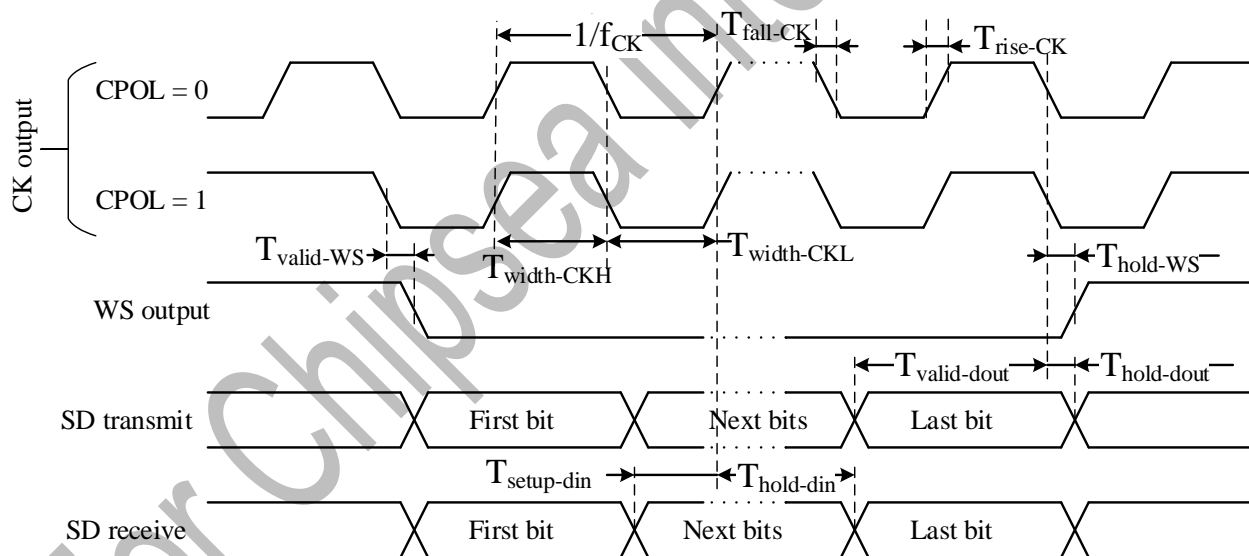 1/fCK
Tfall-CK
Trise-CK
CPOL = 0
CK output
CPOL = 1
Tvalid-WS
Twidth-CKH
Twidth-CKL
Thold-WS
WS output
Tvalid-dout
Thold-dout
SD transmit
First bit
Next bits
Last bit
Tsetup-din
Thold-din
SD receive
First bit
Next bits
Last bit
For Chipsea